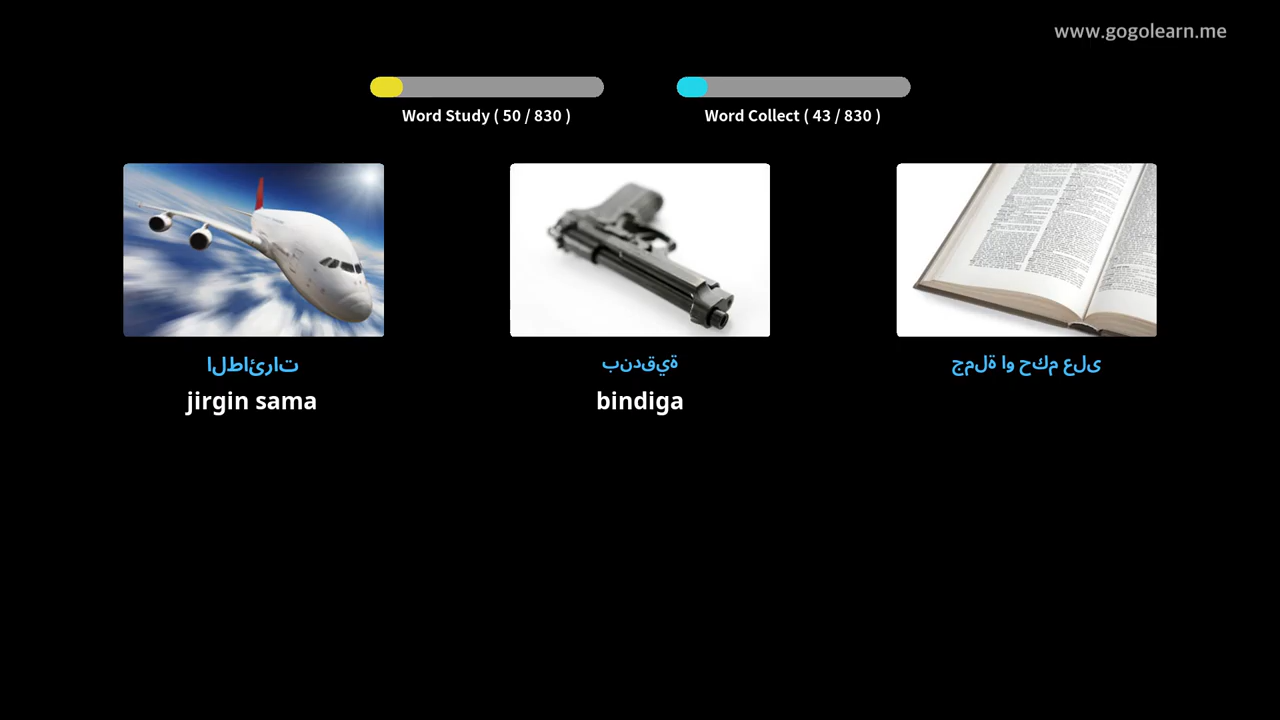 www.gogolearn.me
Word Study ( 50 / 830 )
Word Collect ( 43 / 830 )
الطائرات
jirgin sama
بندقية
bindiga
جملة او حكم على